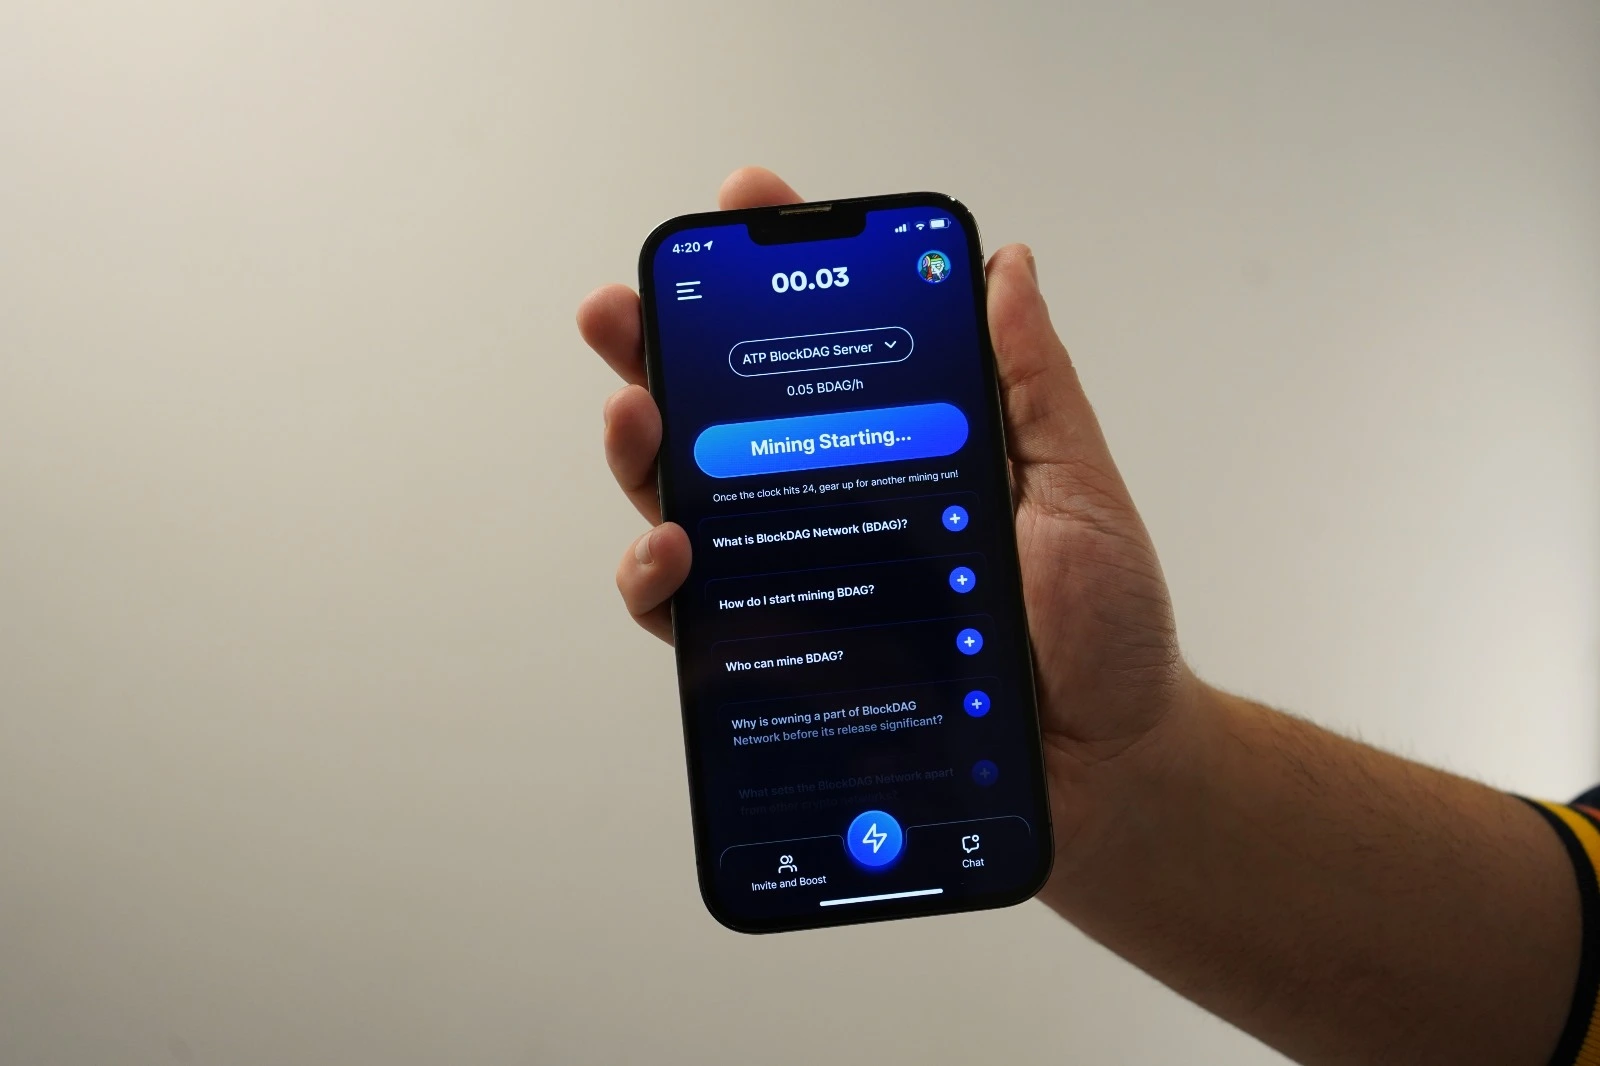 4:20
00.03
ATP BlockDAG Server
0.05 BDAG/h
Mining Starting...
Once the clock hits 24, gear up for another mining run!
What is BlockDAG Network (BDAG)?
How do I start mining BDAG?
Who can mine BDAG?
Why is owning a part of BlockDAG
Network before its release significant?
What sets the BlockDAG Network apart
from other crypto networks?
Invite and Boost
Chat